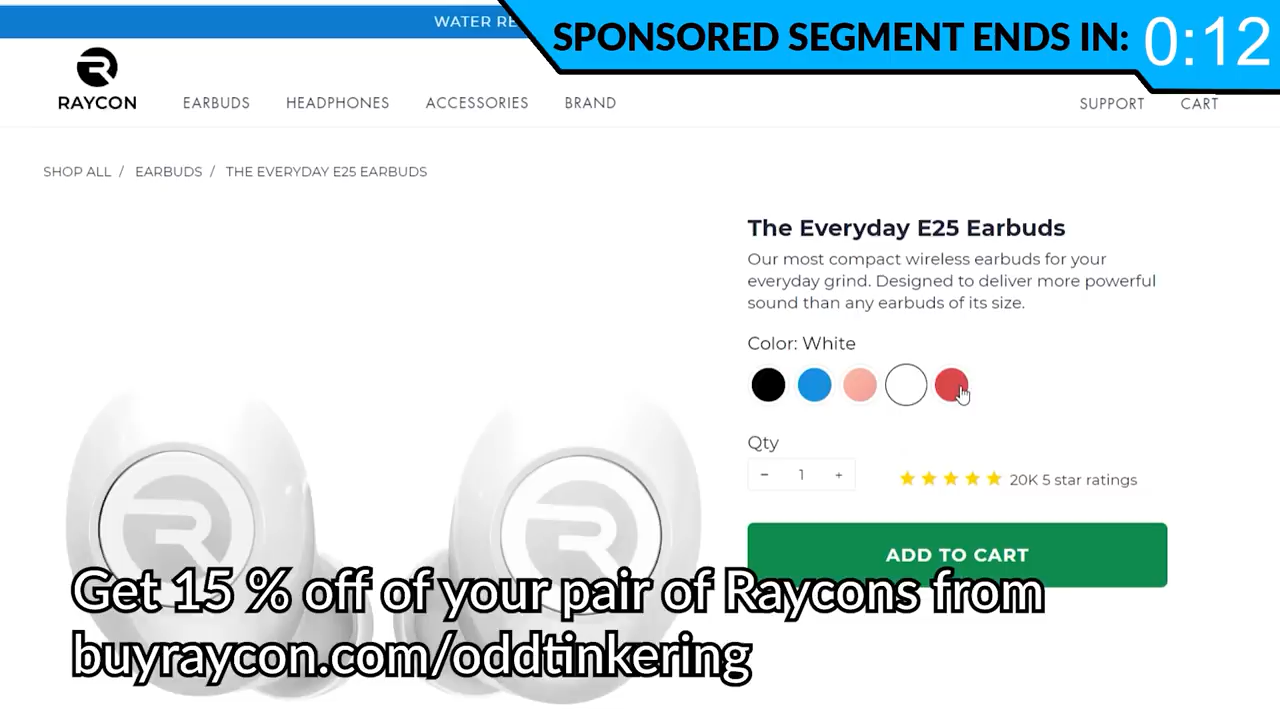 WATER RE
SPONSORED SEGMENT ENDS IN: 0:12
RAYCON
EARBUDS HEADPHONES ACCESSORIES BRAND SUPPORT CART
SHOP ALL / EARBUDS / THE EVERYDAY E25 EARBUDS
The Everyday E25 Earbuds
Our most compact wireless earbuds for your
everyday grind. Designed to deliver more powerful
sound than any earbuds of its size.
Color: White
Qty
- 1 +
20K 5 star ratings
ADD TO CART
Get 15 % off of your pair of Raycons from
buyraycon.com/oddtinkering